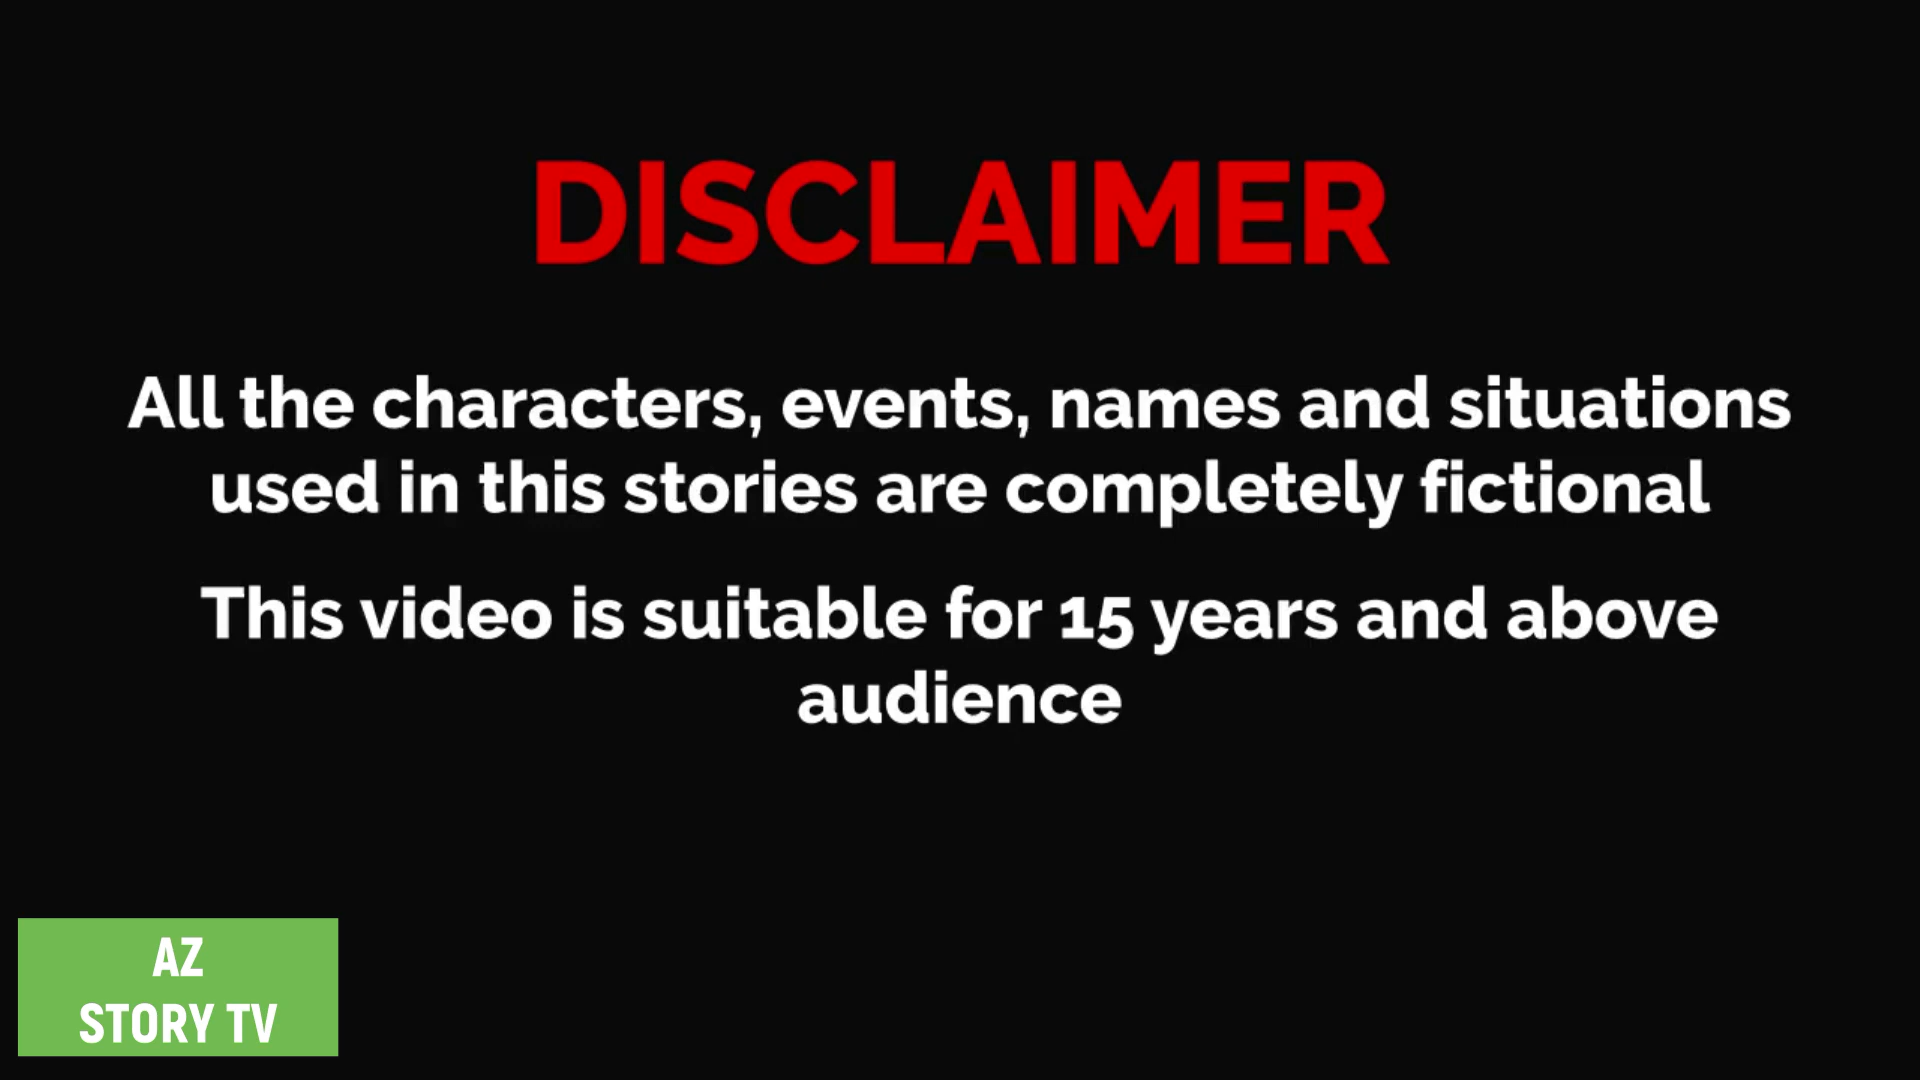 DISCLAIMER
All the characters, events, names and situations
used in this stories are completely fictional
This video is suitable for 15 years and above
audience
AZ
STORY TV